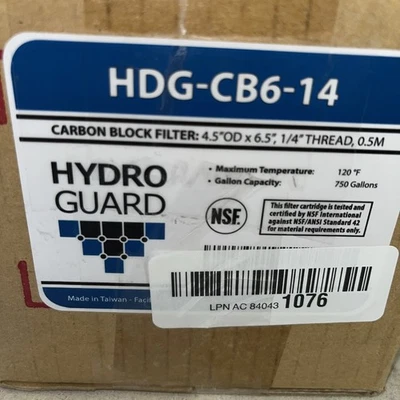 HDG-CB6-14
CARBON BLOCK FILTER: 4.5"OD x 6.5", 1/4" THREAD, 0.5M
HYDRO
GUARD
• Maximum Temperature: 120 °F
• Gallon Capacity: 750 Gallons
NSF.
This filter cartridge is tested and
certified by NSF International
against NSF/ANSI Standard 42
for material requirements only.
Made in Taiwan - Facil
LPN AC 84043 1076